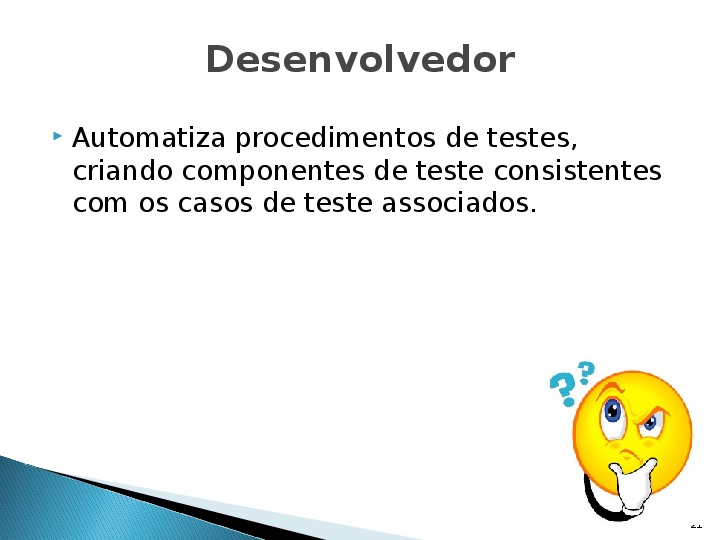 Desenvolvedor
Automatiza procedimentos de testes,
criando componentes de teste consistentes
com os casos de teste associados.
??
21